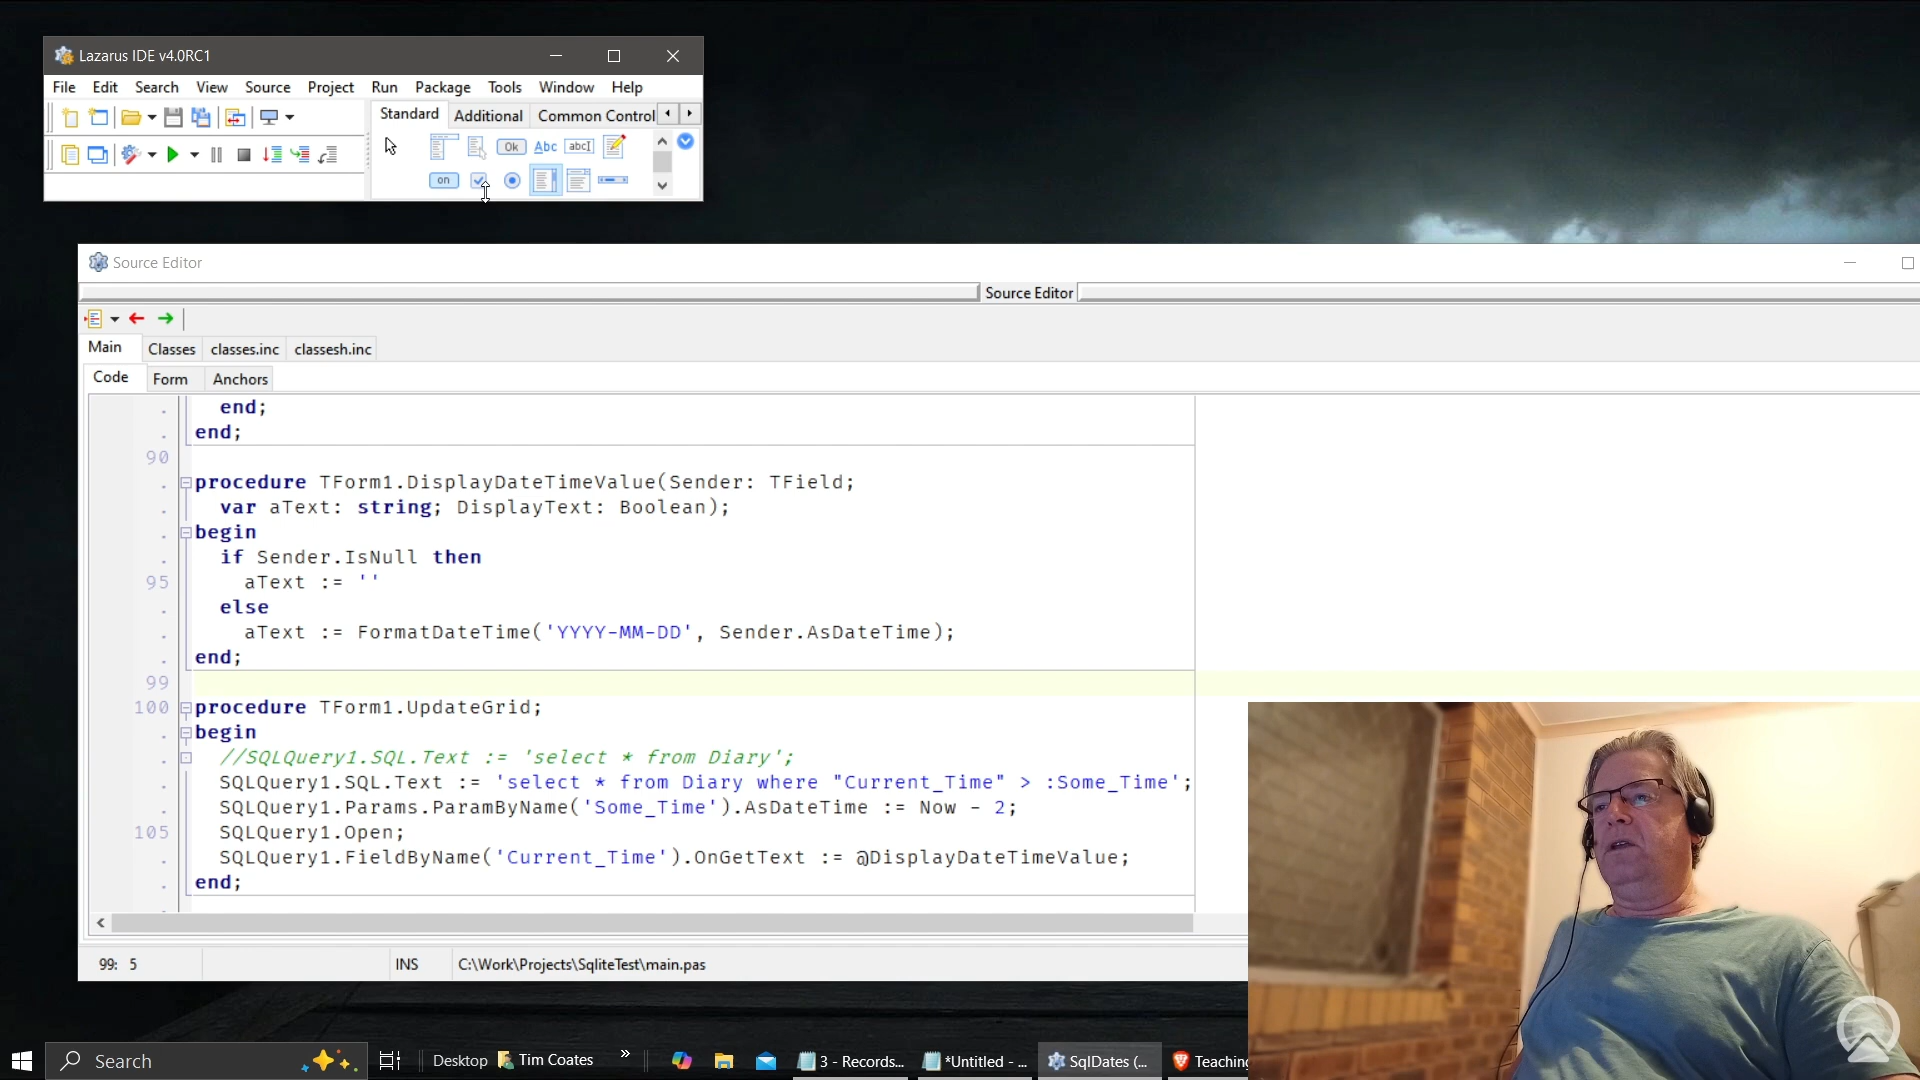 Lazarus IDE v4.0RC1
File Edit Search View Source Project Run Package Tools Window Help
Standard Additional Common Control
Ok Abc abcI
on
Source Editor
Source Editor
Main Classes classes.inc classesh.inc
Code Form Anchors
end;
end;
90
procedure TForm1.DisplayDateTimeValue(Sender: TField;
var aText: string; DisplayText: Boolean);
begin
if Sender.IsNull then
95 aText := ''
else
aText := FormatDateTime('YYYY-MM-DD', Sender.AsDateTime);
end;
99
100 procedure TForm1.UpdateGrid;
begin
//SQLQuery1.SQL.Text := 'select * from Diary';
SQLQuery1.SQL.Text := 'select * from Diary where "Current_Time" > :Some_Time';
SQLQuery1.Params.ParamByName('Some_Time').AsDateTime := Now - 2;
105 SQLQuery1.Open;
SQLQuery1.FieldByName('Current_Time').OnGetText := @DisplayDateTimeValue;
end;
99: 5 INS C:\Work\Projects\SqliteTest\main.pas
Search Desktop Tim Coates » 3 - Records... *Untitled - ... SqlDates (... Teaching